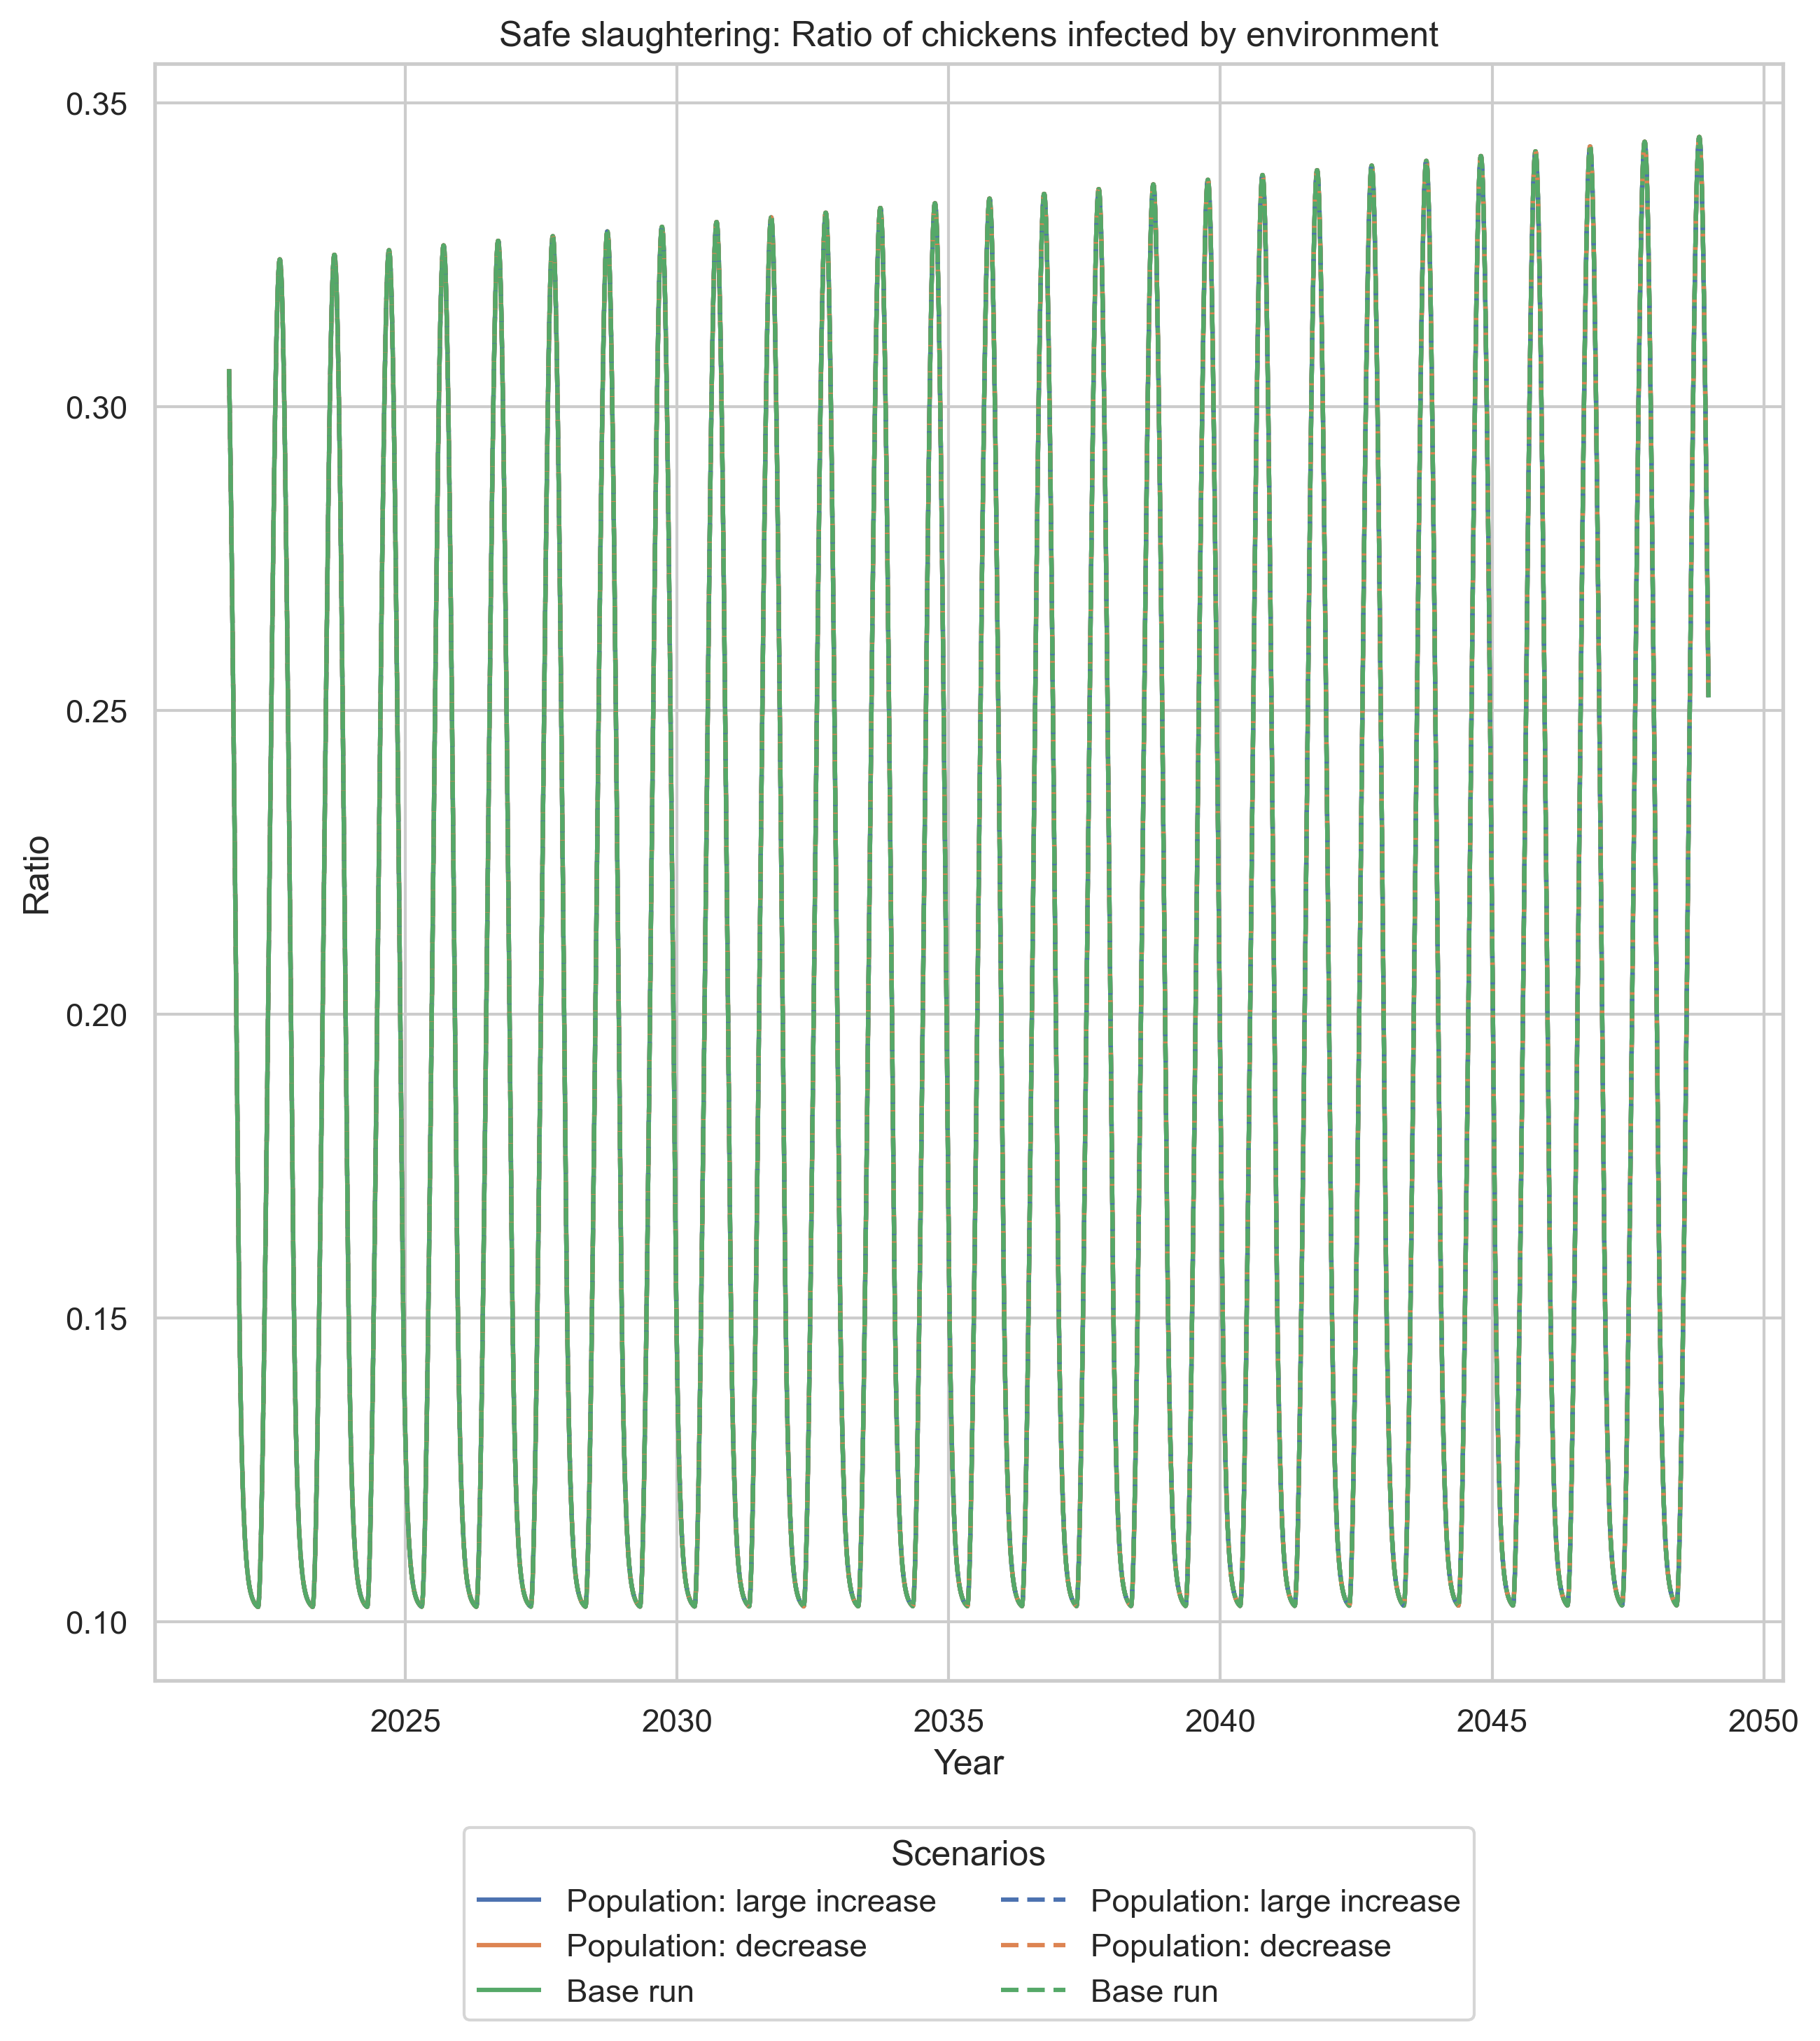 Safe slaughtering: Ratio of chickens infected by environment
0.35
0.30
0.25
0.20
0.15
0.10
Ratio
2025 2030 2035 2040 2045 2050
Year
Scenarios
Population: large increase Population: large increase
Population: decrease Population: decrease
Base run Base run